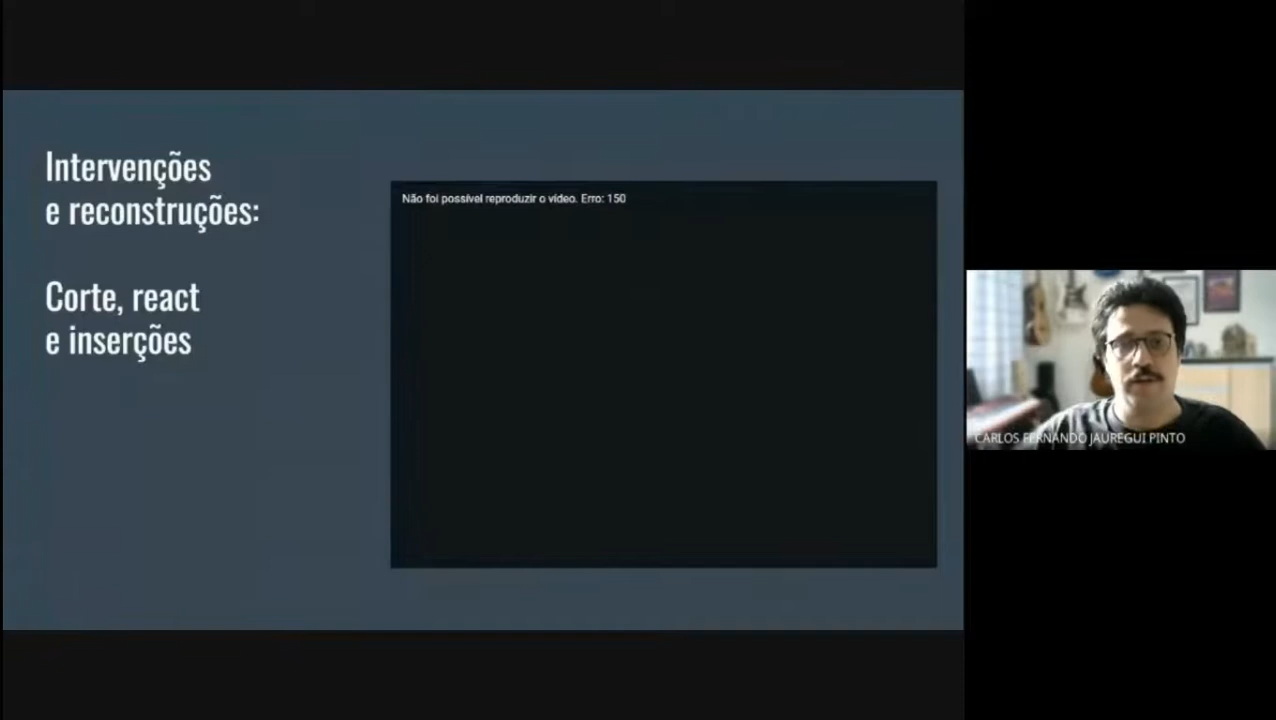 Intervenções
e reconstruções:
Corte, react
e inserções
Não foi possível reproduzir o vídeo. Erro: 150
CARLOS FERNANDO JAUREGUI PINTO